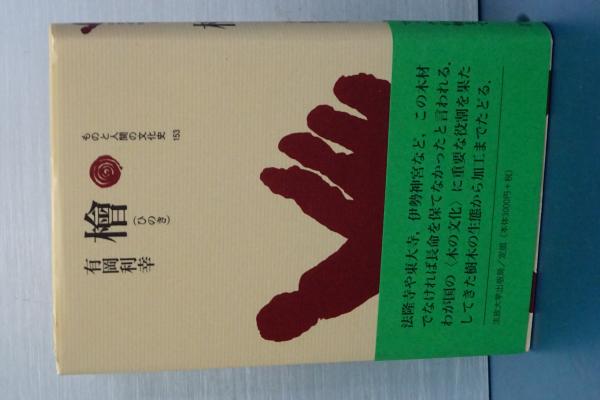 ものと人間の文化史 153
檜
(ひのき)
有岡利幸
法隆寺や東大寺,伊勢神宮など,この木材
でなければ長命を保てなかったと言われる.
わが国の〈木の文化〉に重要な役割を果た
してきた樹木の生態から加工までたどる.
法政大学出版局/定価(本体3000円+税)